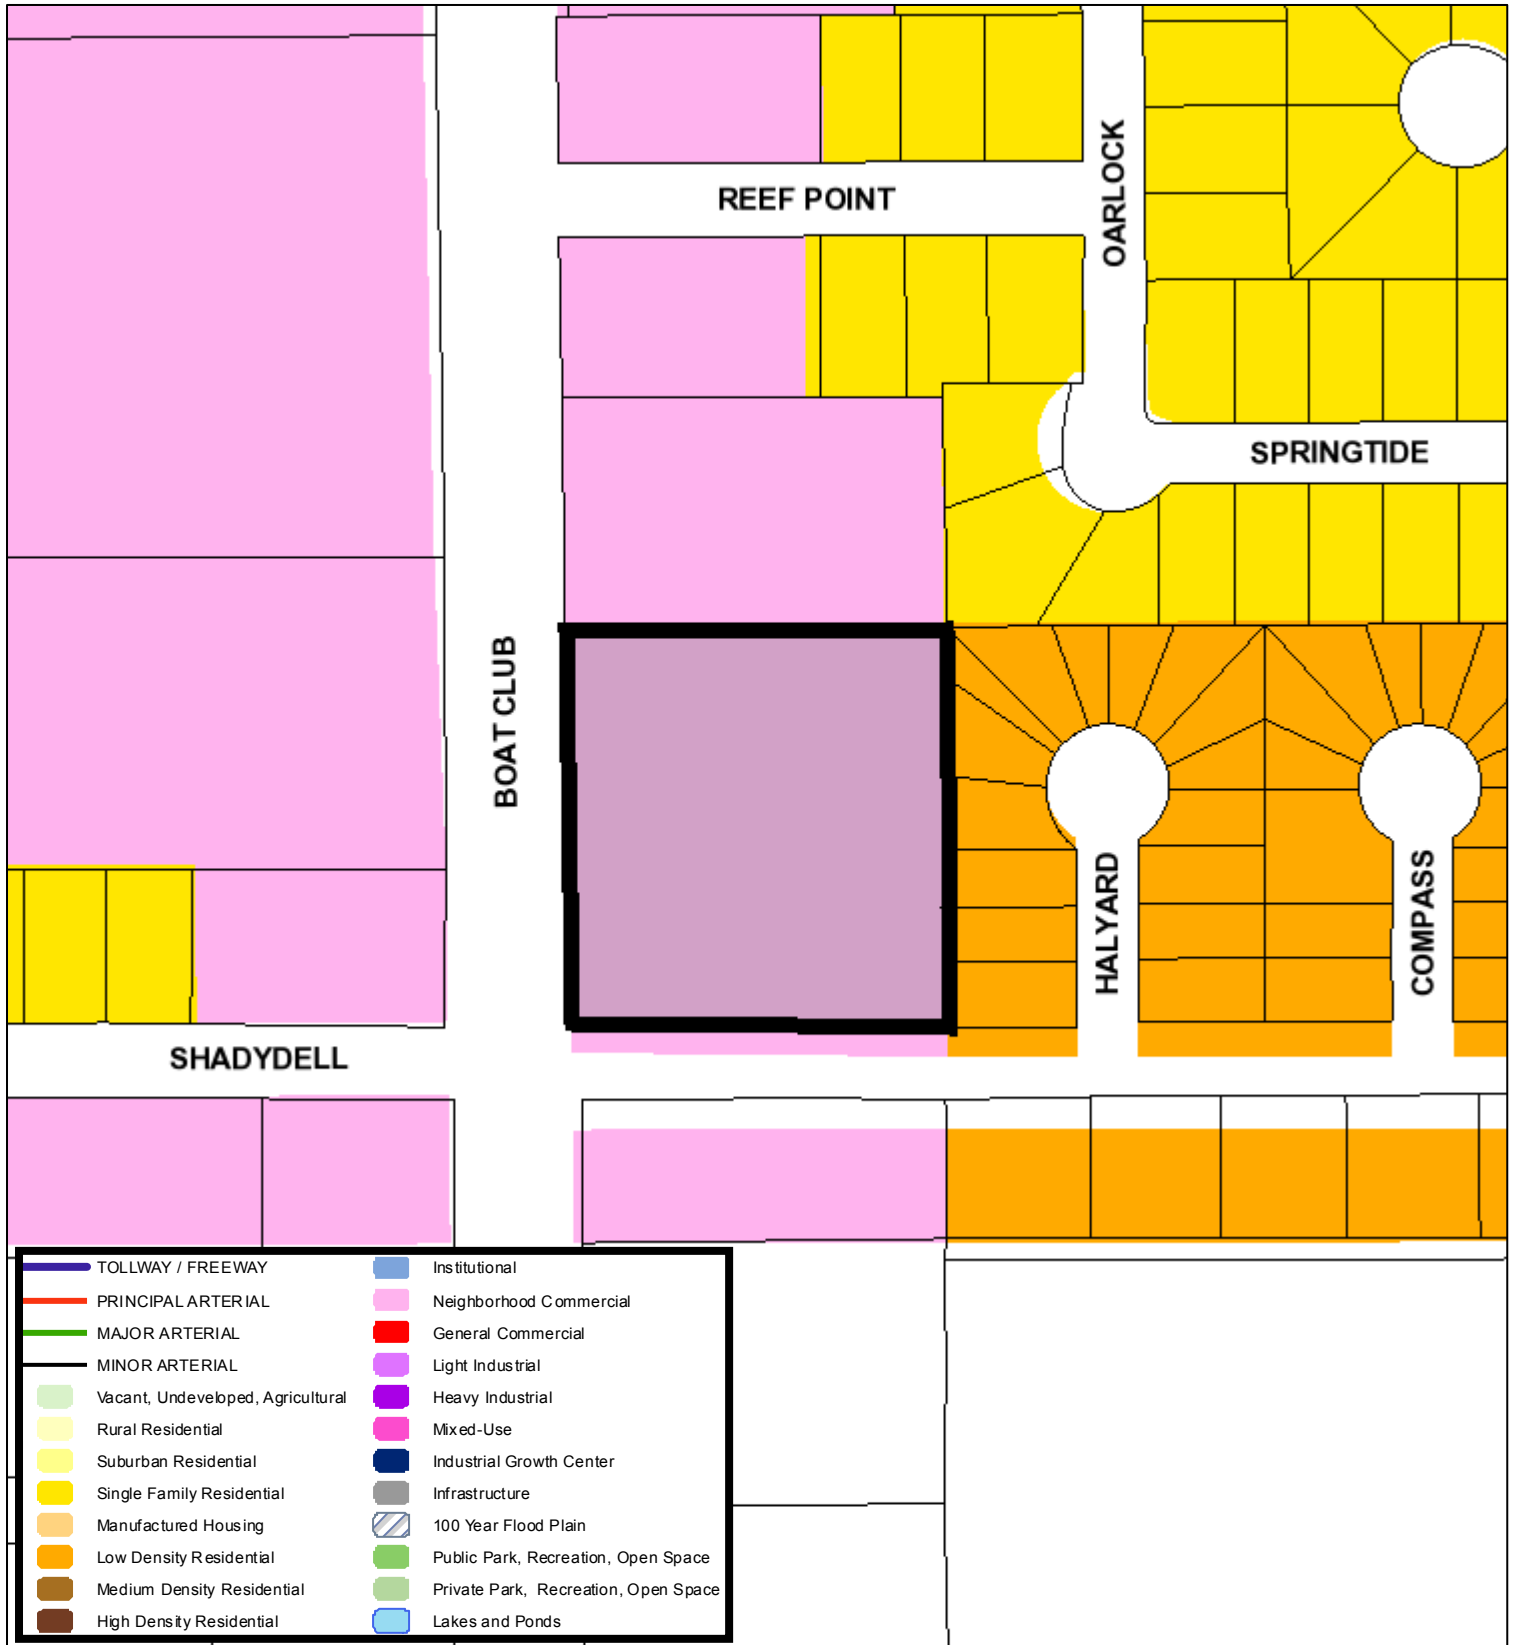 REEF POINT
OARLOCK
SPRINGTIDE
BOAT CLUB
HALYARD
COMPASS
SHADYDELL
TOLLWAY / FREEWAY
PRINCIPAL ARTERIAL
MAJOR ARTERIAL
MINOR ARTERIAL
Vacant, Undeveloped, Agricultural
Rural Residential
Suburban Residential
Single Family Residential
Manufactured Housing
Low Density Residential
Medium Density Residential
High Density Residential
Institutional
Neighborhood Commercial
General Commercial
Light Industrial
Heavy Industrial
Mixed-Use
Industrial Growth Center
Infrastructure
100 Year Flood Plain
Public Park, Recreation, Open Space
Private Park, Recreation, Open Space
Lakes and Ponds